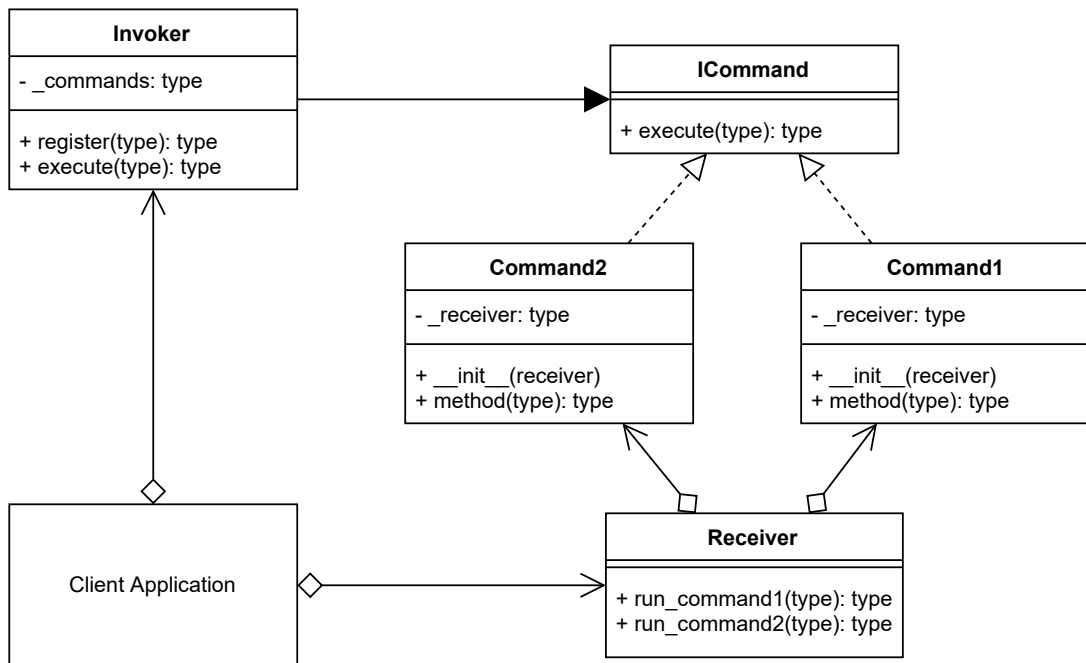 Invoker
- _commands: type
+ register(type): type
+ execute(type): type
ICommand
+ execute(type): type
Command2
- _receiver: type
+ __init__(receiver)
+ method(type): type
Command1
- _receiver: type
+ __init__(receiver)
+ method(type): type
Client Application
Receiver
+ run_command1(type): type
+ run_command2(type): type